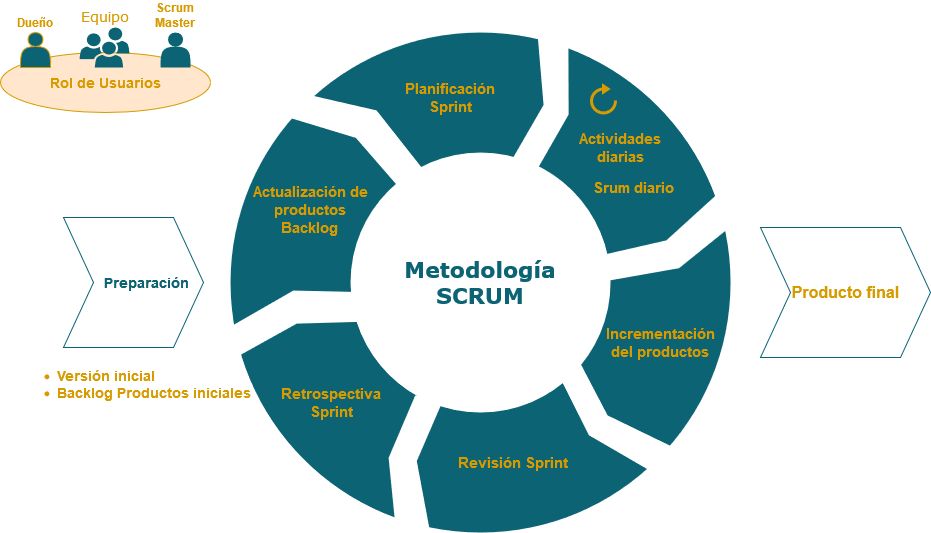 Dueño
Equipo
Scrum
Master
Rol de Usuarios
Planificación
Sprint
Actividades
diarias
Srum diario
Actualización de
productos
Backlog
Metodología
SCRUM
Preparación
Producto final
Incrementación
del productos
Versión inicial
Backlog Productos iniciales
Retrospectiva
Sprint
Revisión Sprint